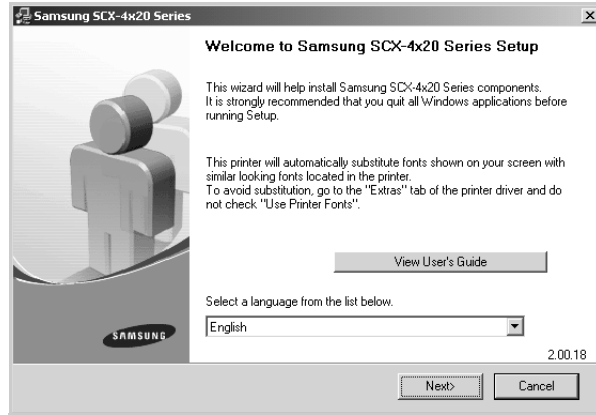 Samsung SCX-4x20 Series
Welcome to Samsung SCX-4x20 Series Setup
This wizard will help install Samsung SCX-4x20 Series components.
It is strongly recommended that you quit all Windows applications before
running Setup.
This printer will automatically substitute fonts shown on your screen with
similar looking fonts located in the printer.
To avoid substitution, go to the "Extras" tab of the printer driver and do
not check "Use Printer Fonts".
View User's Guide
Select a language from the list below.
English
SAMSUNG
2.00.18
Next>
Cancel